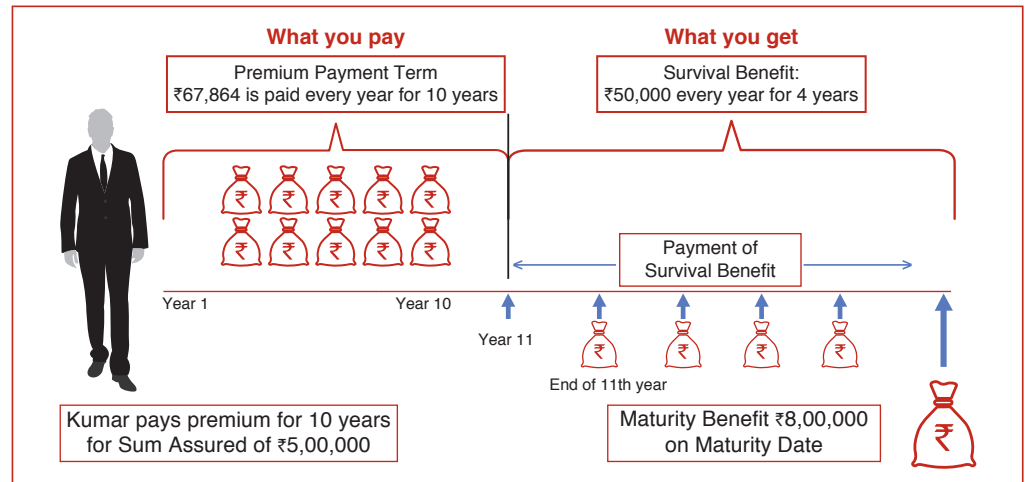 What you pay
What you get
Premium Payment Term
₹67,864 is paid every year for 10 years
Survival Benefit:
₹50,000 every year for 4 years
₹ ₹ ₹ ₹ ₹
₹ ₹ ₹ ₹ ₹
Payment of
Survival Benefit
Year 1
Year 10
Year 11
₹ ₹ ₹ ₹
End of 11th year
Kumar pays premium for 10 years
for Sum Assured of ₹5,00,000
Maturity Benefit ₹8,00,000
on Maturity Date
₹